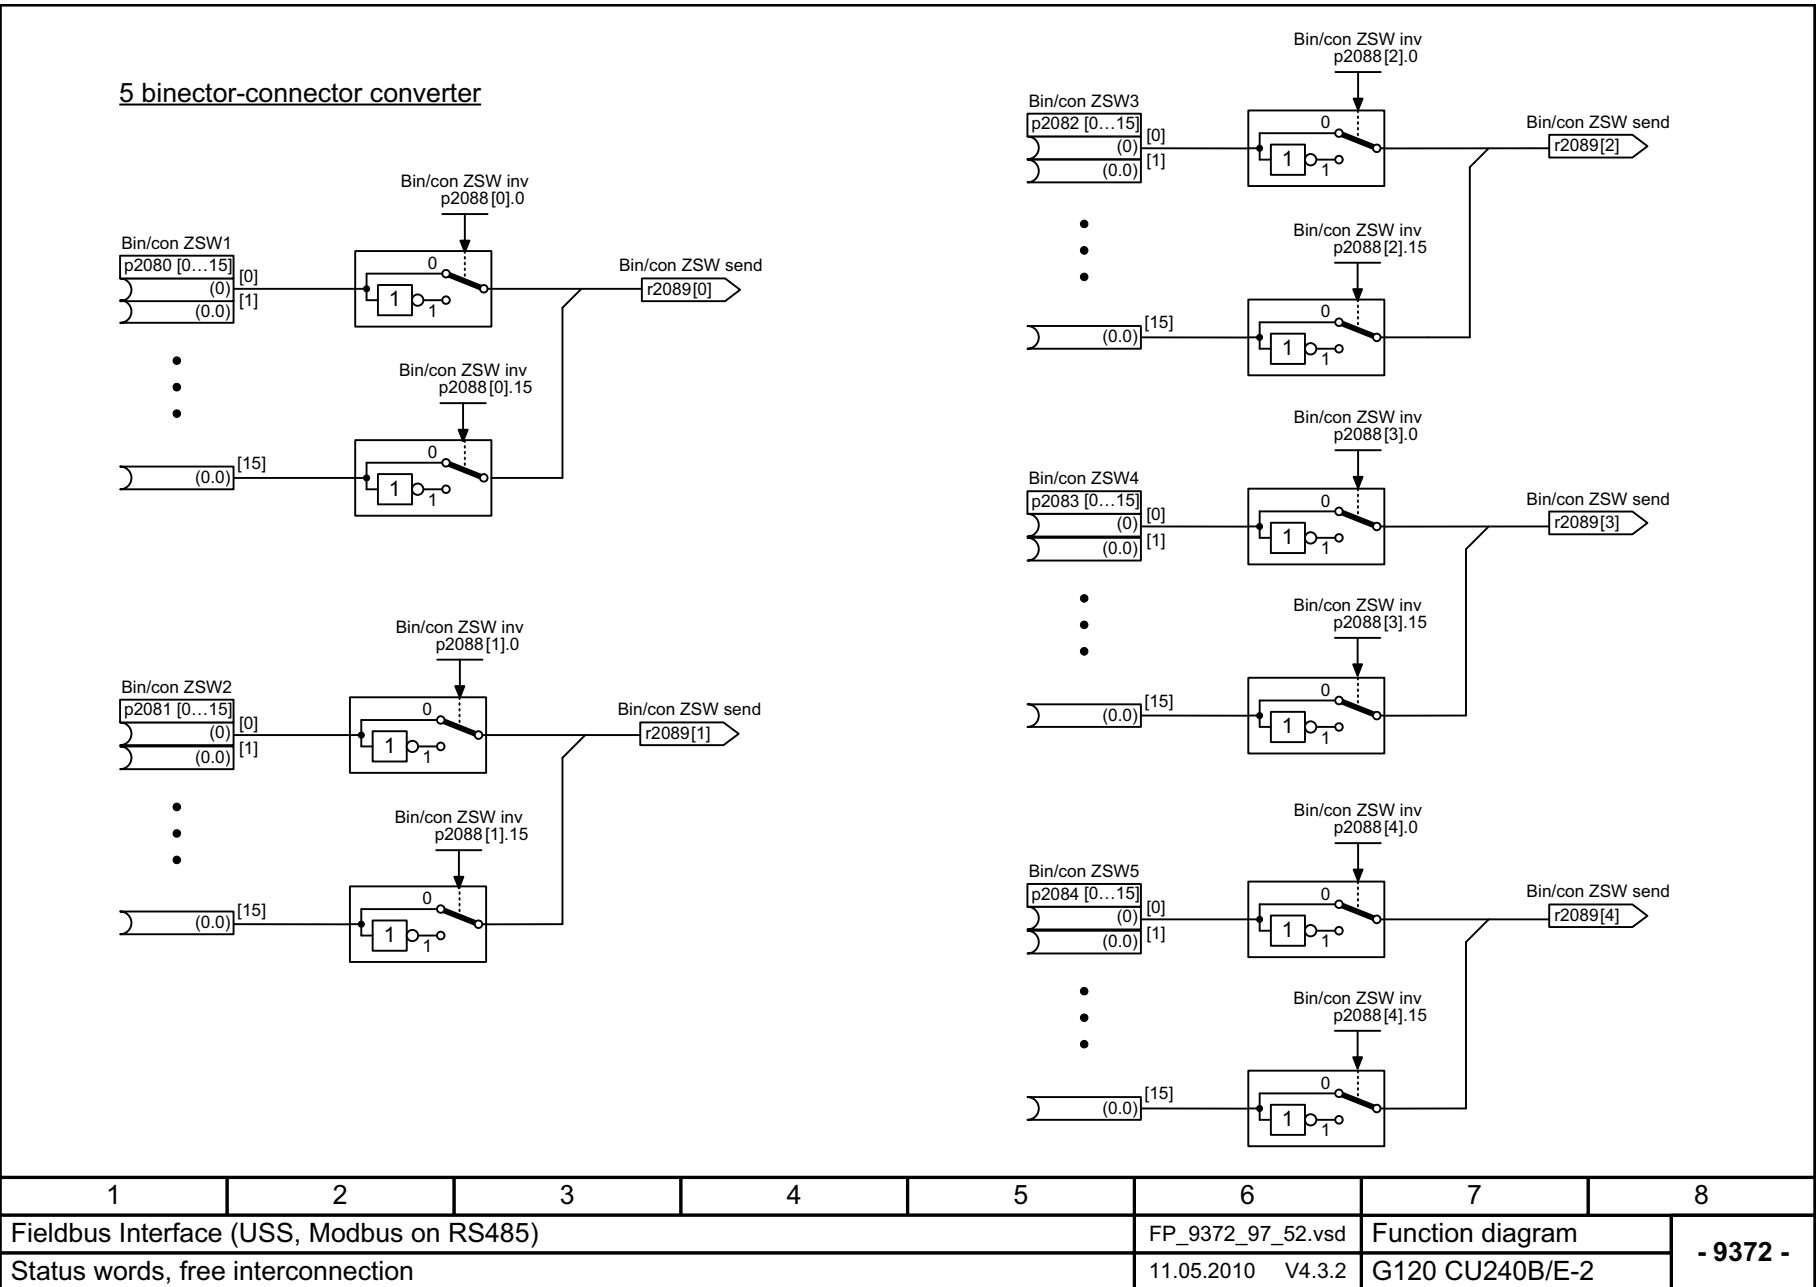 5 binector-connector converter
Bin/con ZSW inv
p2088[0].0
Bin/con ZSW1
p2080 [0...15]
(0)
[0]
(0.0)
[1]
0
1
1
Bin/con ZSW send
r2089[0]
Bin/con ZSW inv
p2088[0].15
(0.0)
[15]
0
1
1
Bin/con ZSW inv
p2088[1].0
Bin/con ZSW2
p2081 [0...15]
(0)
[0]
(0.0)
[1]
0
1
1
Bin/con ZSW send
r2089[1]
Bin/con ZSW inv
p2088[1].15
(0.0)
[15]
0
1
1
Bin/con ZSW inv
p2088[2].0
Bin/con ZSW3
p2082 [0...15]
(0)
[0]
(0.0)
[1]
0
1
1
Bin/con ZSW send
r2089[2]
Bin/con ZSW inv
p2088[2].15
(0.0)
[15]
0
1
1
Bin/con ZSW inv
p2088[3].0
Bin/con ZSW4
p2083 [0...15]
(0)
[0]
(0.0)
[1]
0
1
1
Bin/con ZSW send
r2089[3]
Bin/con ZSW inv
p2088[3].15
(0.0)
[15]
0
1
1
Bin/con ZSW inv
p2088[4].0
Bin/con ZSW5
p2084 [0...15]
(0)
[0]
(0.0)
[1]
0
1
1
Bin/con ZSW send
r2089[4]
Bin/con ZSW inv
p2088[4].15
(0.0)
[15]
0
1
1
1 2 3 4 5 6 7 8
Fieldbus Interface (USS, Modbus on RS485)
FP_9372_97_52.vsd
Function diagram
- 9372 -
Status words, free interconnection
11.05.2010 V4.3.2
G120 CU240B/E-2